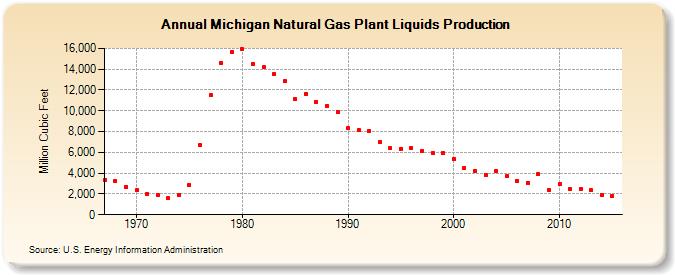 Annual Michigan Natural Gas Plant Liquids Production
Million Cubic Feet
16,000
14,000
12,000
10,000
8,000
6,000
4,000
2,000
0
1970 1980 1990 2000 2010
Source: U.S. Energy Information Administration